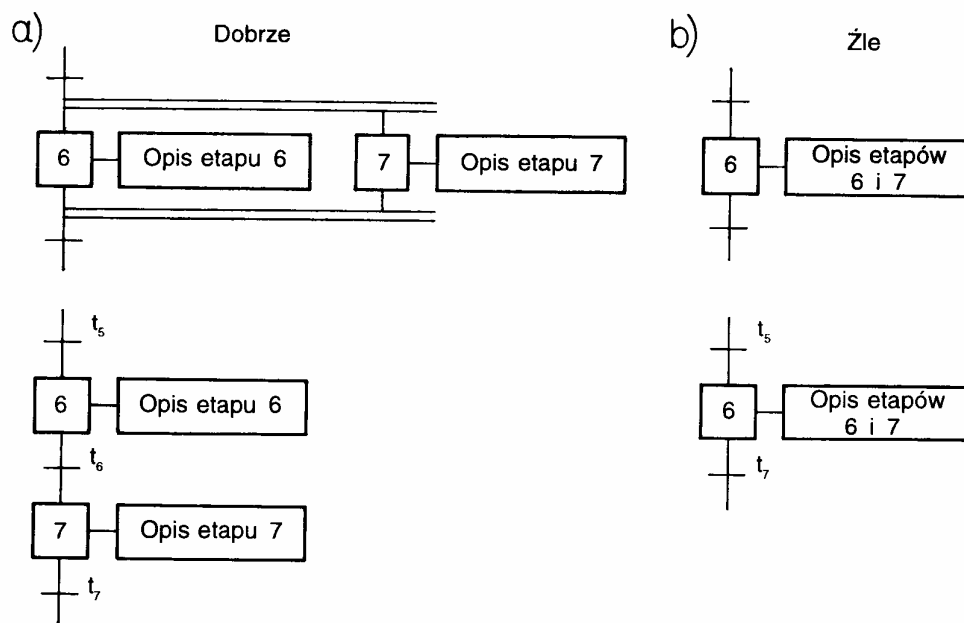 a)
Dobrze
6
Opis etapu 6
7
Opis etapu 7
t₅
6
Opis etapu 6
t₆
7
Opis etapu 7
t₇
b)
Źle
6
Opis etapów
6 i 7
t₅
6
Opis etapów
6 i 7
t₇